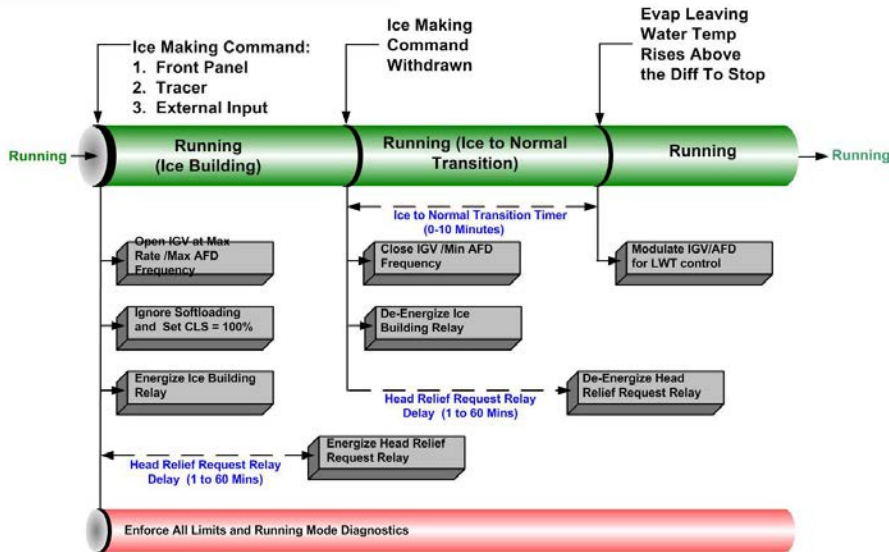 Ice Making Command:
1. Front Panel
2. Tracer
3. External Input
Ice Making
Command
Withdrawn
Evap Leaving
Water Temp
Rises Above
the Diff To Stop
Running
Running
(Ice Building)
Running (Ice to Normal
Transition)
Running
Running
Ice to Normal Transition Timer
(0-10 Minutes)
Open IGV at Max
Rate /Max AFD
Frequency
Close IGV /Min AFD
Frequency
Modulate IGV/AFD
for LWT control
Ignore Softloading
and Set CLS = 100%
De-Energize Ice
Building Relay
Energize Ice Building
Relay
Head Relief Request Relay
Delay (1 to 60 Mins)
De-Energize Head
Relief Request Relay
Head Relief Request Relay
Delay (1 to 60 Mins)
Energize Head Relief
Request Relay
Enforce All Limits and Running Mode Diagnostics